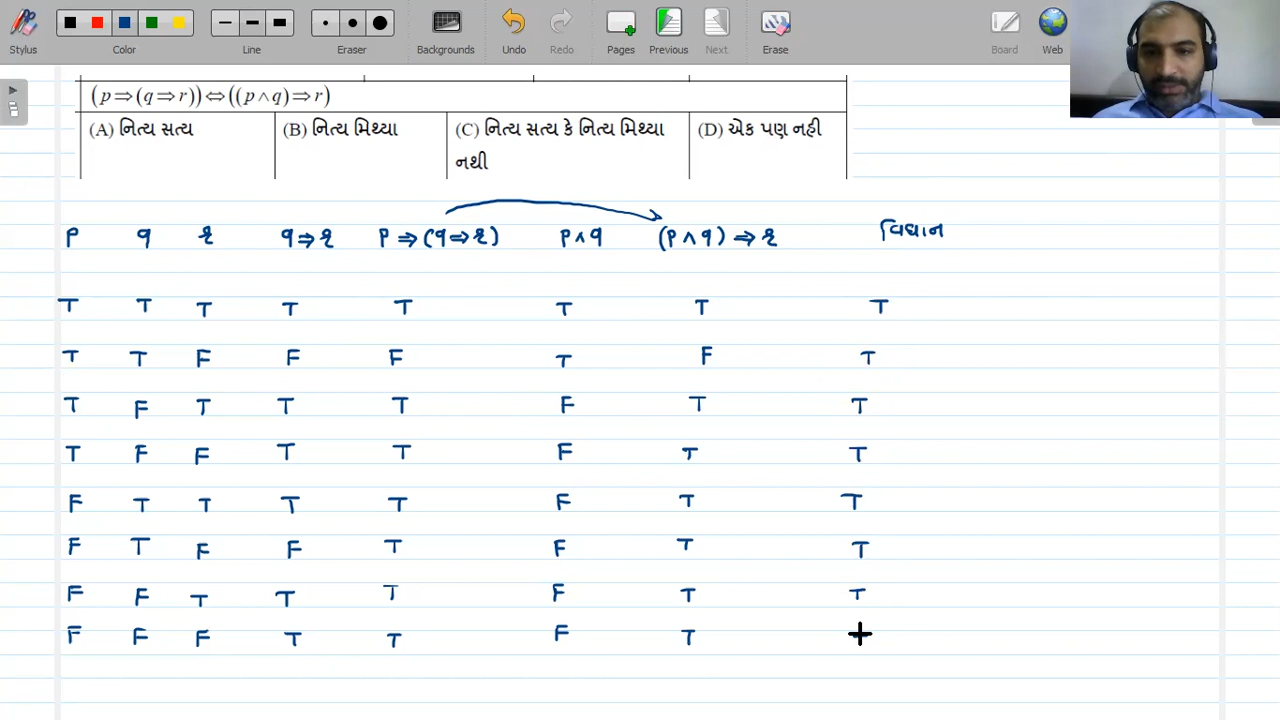 Stylus Color Line Eraser Backgrounds Undo Redo Pages Previous Next Erase Board Web
(p⇒(q⇒r))⇔((p∧q)⇒r)
(A) નિત્ય સત્ય (B) નિત્ય મિથ્યા (C) નિત્ય સત્ય કે નિત્ય મિથ્યા (D) એક પણ નહી
નથી
p q r q⇒r p⇒(q⇒r) p∧q (p∧q)⇒r વિધાન
T T T T T T T T
T T F F F T F T
T F T T T F T T
T F F T T F T T
F T T T T F T T
F T F F T F T T
F F T T T F T T
F F F T T F T